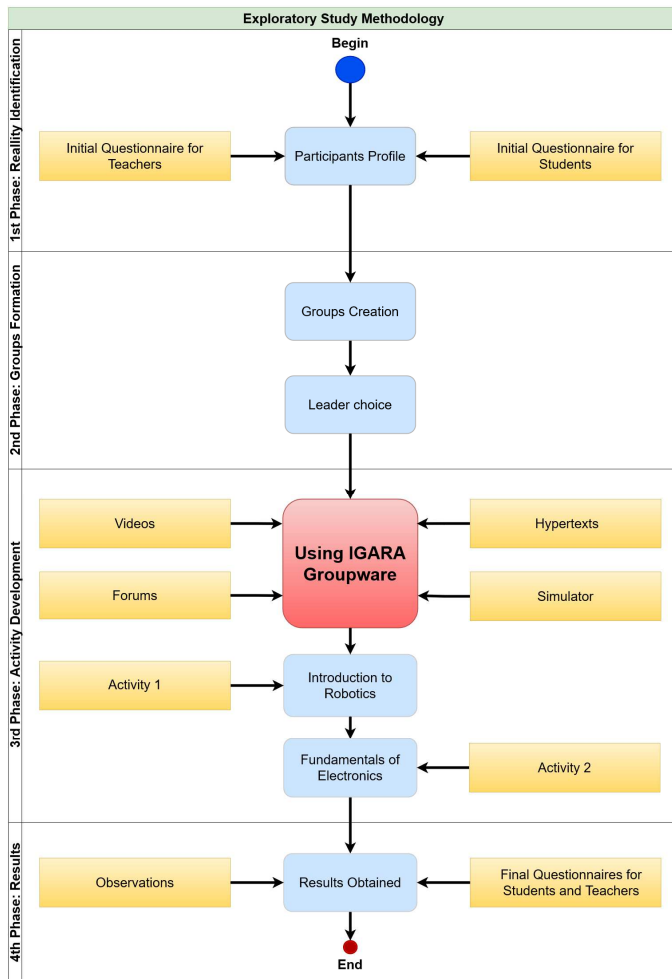 Exploratory Study Methodology
1st Phase: Reallity Identification
Begin
Initial Questionnaire for
Teachers
Participants Profile
Initial Questionnaire for
Students
2nd Phase: Groups Formation
Groups Creation
Leader choice
3rd Phase: Activity Development
Videos
Using IGARA
Groupware
Hypertexts
Forums
Simulator
Activity 1
Introduction to
Robotics
Fundamentals of
Electronics
Activity 2
4th Phase: Results
Observations
Results Obtained
Final Questionnaires for
Students and Teachers
End